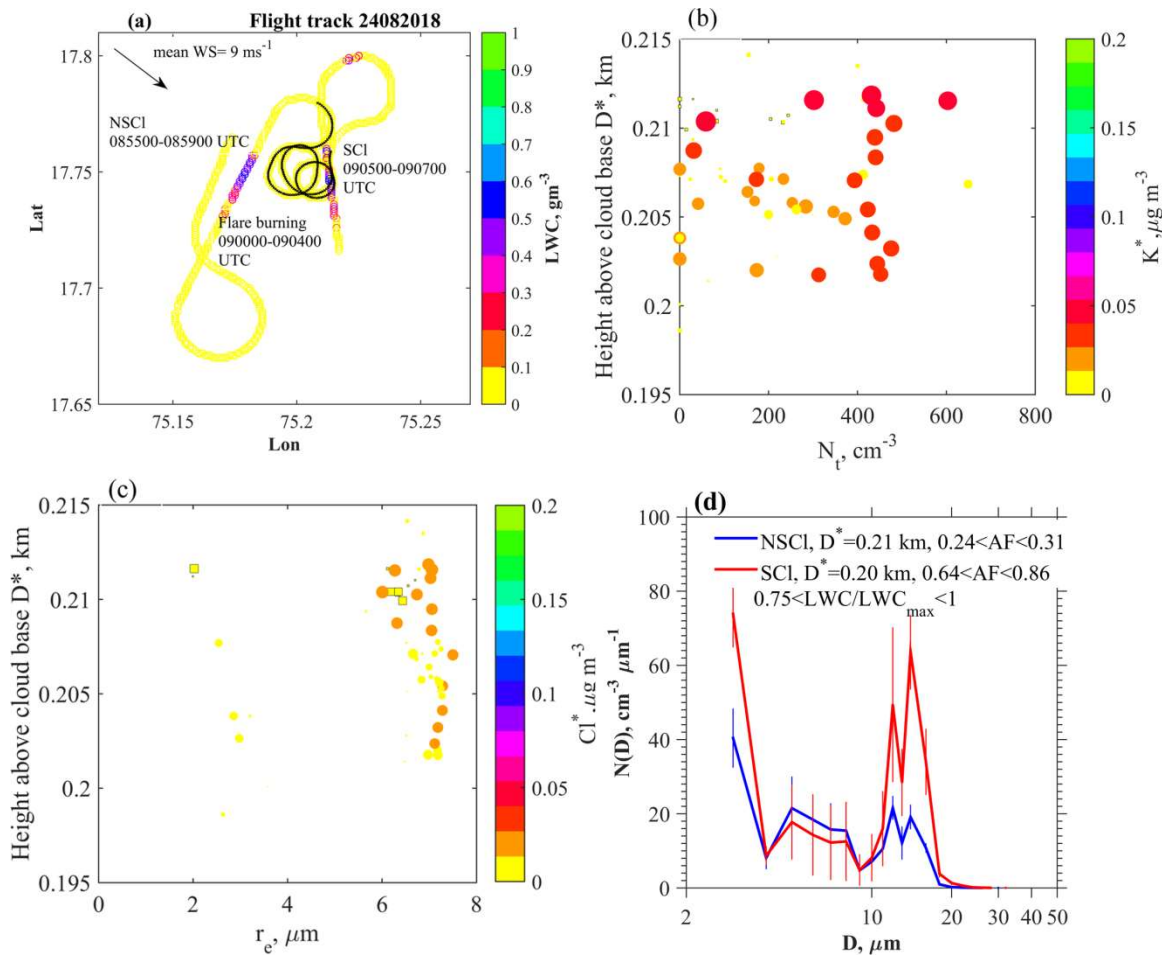 (a) Flight track 24082018
17.8
17.75
17.7
17.65
Lat
mean WS= 9 ms-1
NSCl
085500-085900 UTC
SCl
090500-090700
UTC
Flare burning
090000-090400
UTC
75.15 75.2 75.25
Lon
1
0.9
0.8
0.7
0.6
0.5
0.4
0.3
0.2
0.1
0
LWC, gm-3
(b)
0.215
0.21
0.205
0.2
0.195
Height above cloud base D*, km
0 200 400 600 800
Nt, cm-3
0.2
0.15
0.1
0.05
0
K*,μg m-3
(c)
0.215
0.21
0.205
0.2
0.195
Height above cloud base D*, km
0 2 4 6 8
re, μm
0.2
0.15
0.1
0.05
0
Cl*.μg m-3
(d)
100
80
60
40
20
0
N(D), cm-3 μm-1
NSCl, D*=0.21 km, 0.24<AF<0.31
SCl, D*=0.20 km, 0.64<AF<0.86
0.75<LWC/LWCmax<1
2 10 20 30 50
D, μm